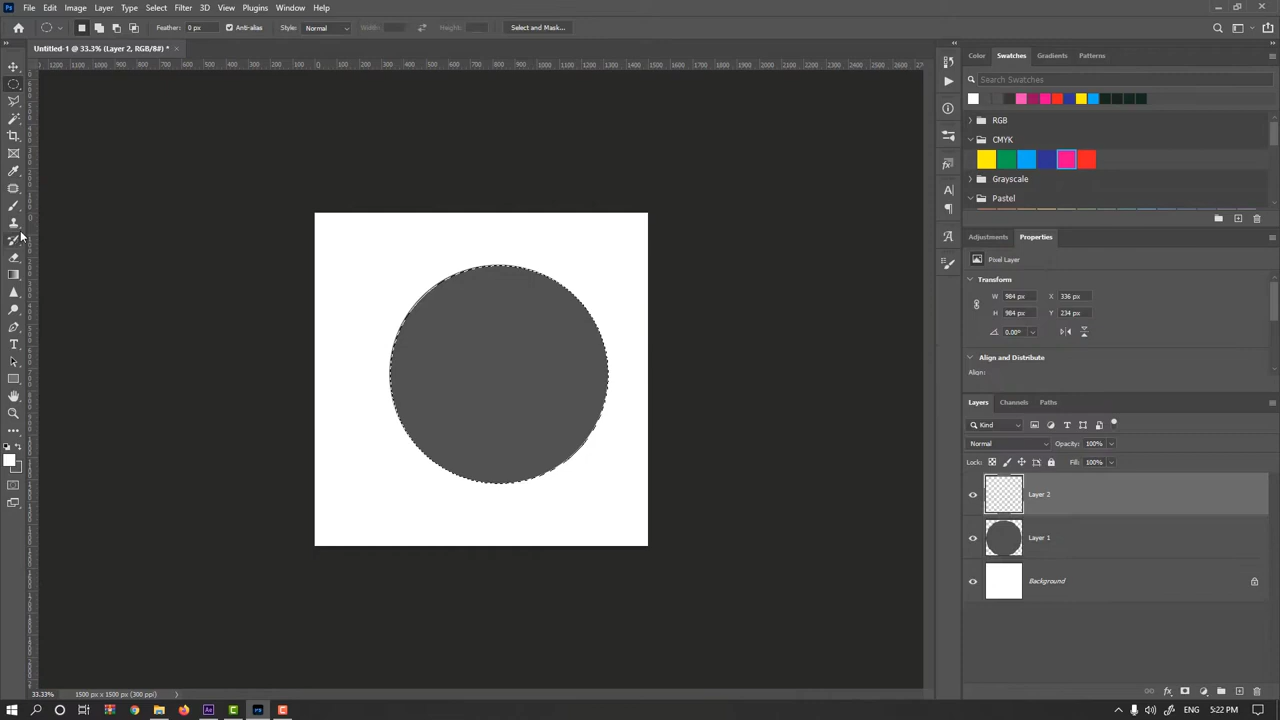 Ps File Edit Image Layer Type Select Filter 3D View Plugins Window Help
Feather: 0 px Anti-alias Style: Normal Width: Height: Select and Mask...
Untitled-1 @ 33.3% (Layer 2, RGB/8#) * ×
Color Swatches Gradients Patterns
Search Swatches
RGB
CMYK
Grayscale
Pastel
Adjustments Properties
Pixel Layer
Transform
W 984 px X 336 px
H 984 px Y 234 px
0.00°
Align and Distribute
Align:
Layers Channels Paths
Kind
Normal Opacity: 100%
Lock: Fill: 100%
Layer 2
Layer 1
Background
33.33% 1500 px x 1500 px (300 ppi)
ENG 5:22 PM